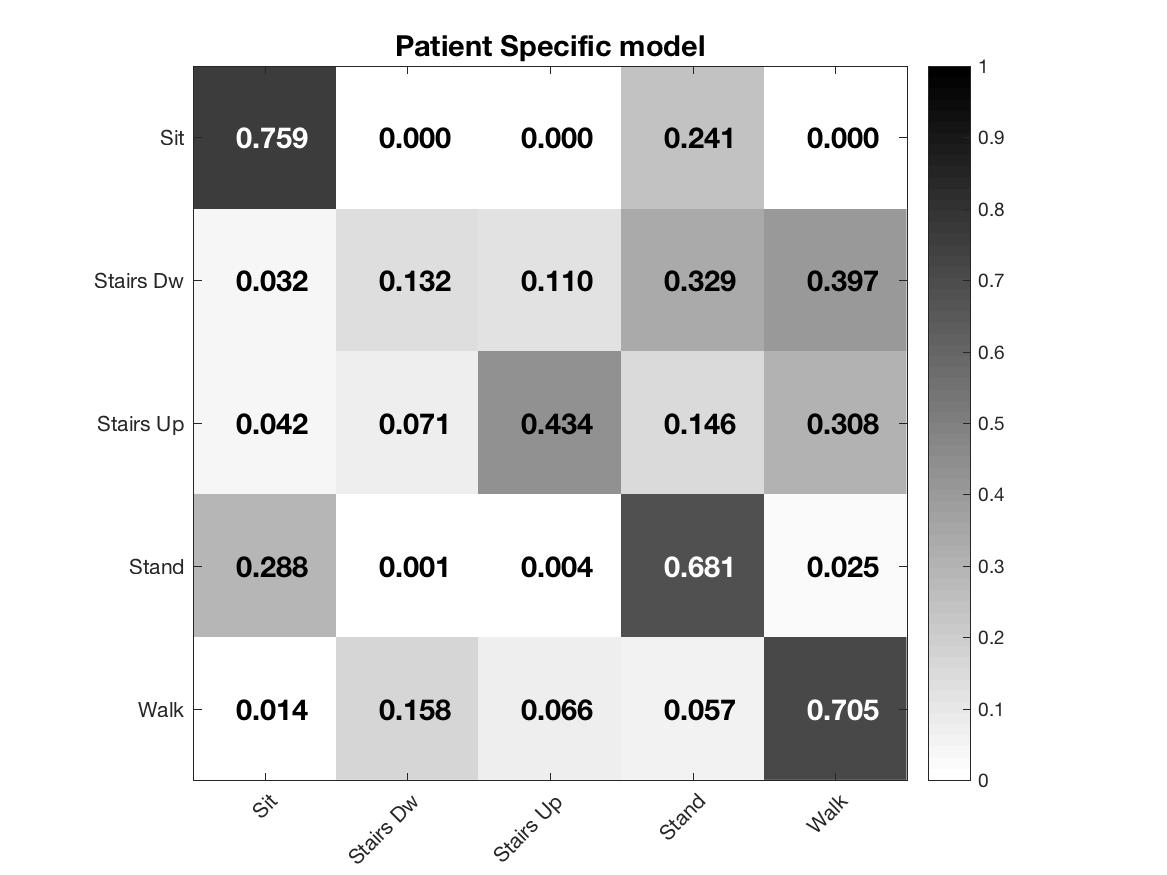 Patient Specific model
Sit 0.759 0.000 0.000 0.241 0.000
Stairs Dw 0.032 0.132 0.110 0.329 0.397
Stairs Up 0.042 0.071 0.434 0.146 0.308
Stand 0.288 0.001 0.004 0.681 0.025
Walk 0.014 0.158 0.066 0.057 0.705
Sit Stairs Dw Stairs Up Stand Walk
1
0.9
0.8
0.7
0.6
0.5
0.4
0.3
0.2
0.1
0